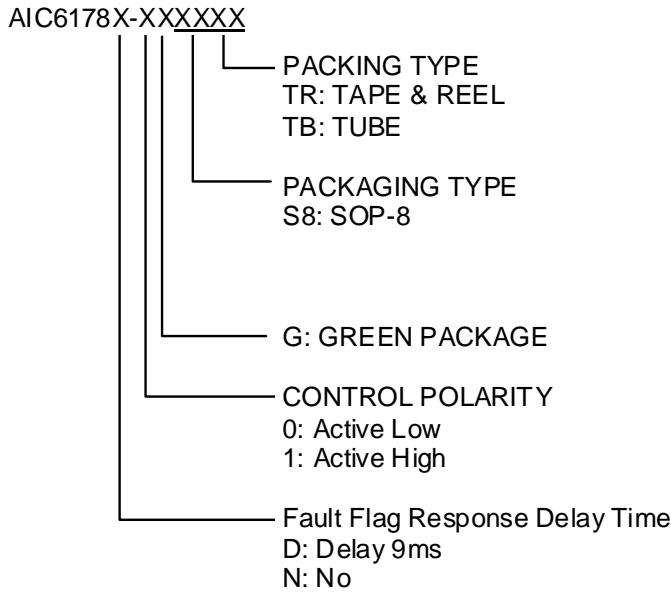 AIC6178X-XXXXXX
PACKING TYPE
TR: TAPE & REEL
TB: TUBE
PACKAGING TYPE
S8: SOP-8
G: GREEN PACKAGE
CONTROL POLARITY
0: Active Low
1: Active High
Fault Flag Response Delay Time
D: Delay 9ms
N: No